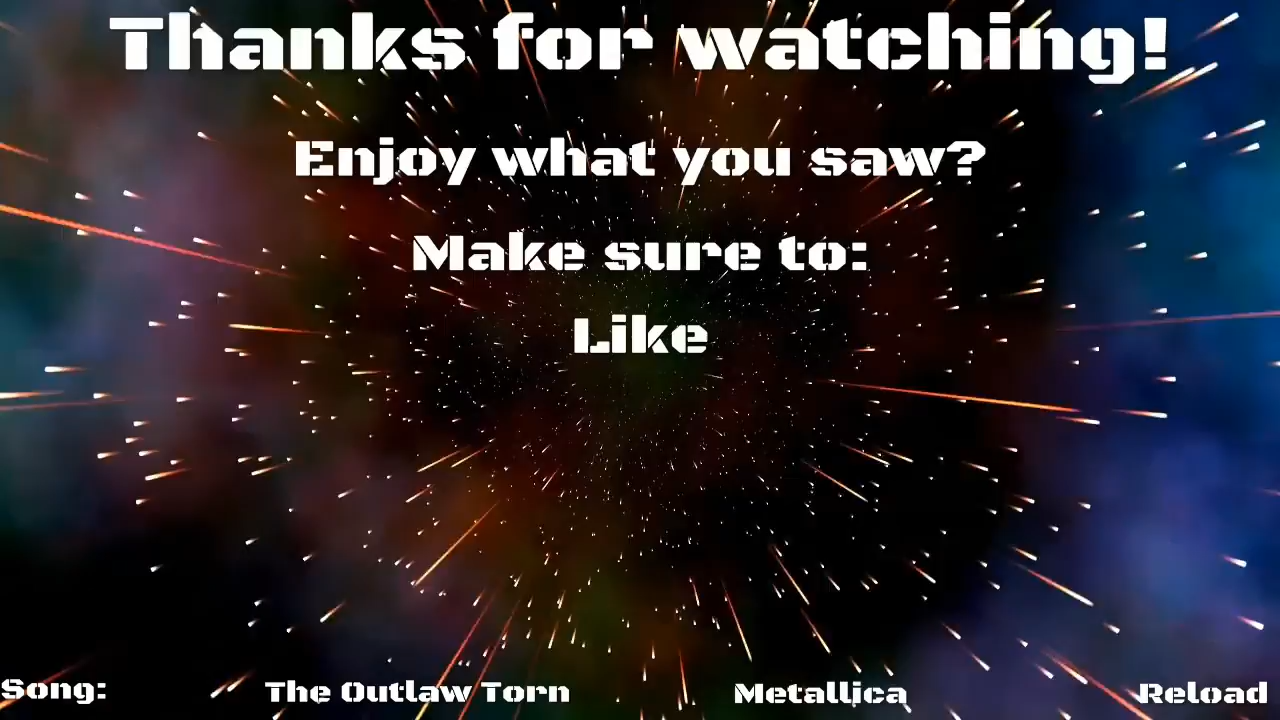 Thanks for watching!
Enjoy what you saw?
Make sure to:
Like
Song: The Outlaw Torn Metallica Reload